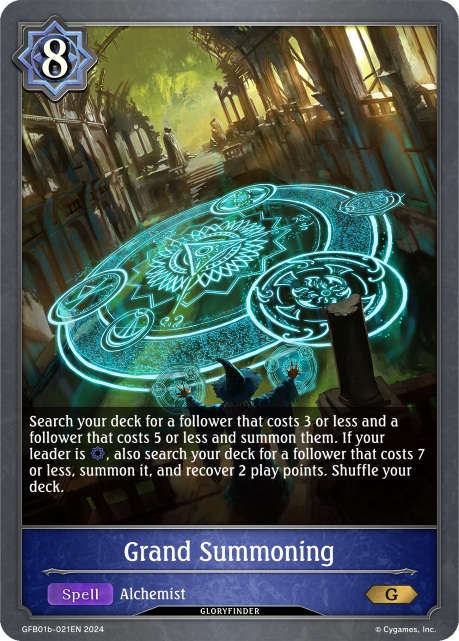 8
Search your deck for a follower that costs 3 or less and a
follower that costs 5 or less and summon them. If your
leader is , also search your deck for a follower that costs 7
or less, summon it, and recover 2 play points. Shuffle your
deck.
Grand Summoning
Spell Alchemist G
GLORYFINDER
GFB01b-021EN 2024 © Cygames, Inc.